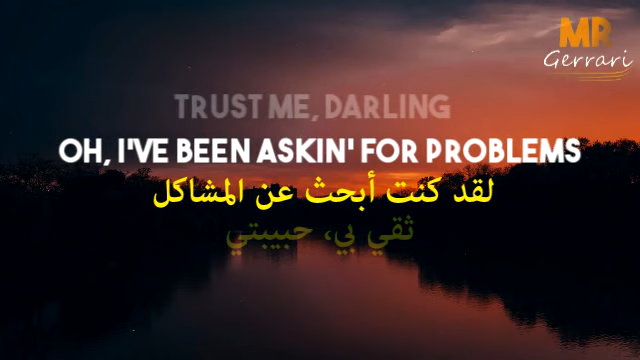 MR
Gerrari
TRUST ME, DARLING
OH, I'VE BEEN ASKIN' FOR PROBLEMS
لقد كنت أبحث عن المشاكل
ثقي بي، حبيبتي